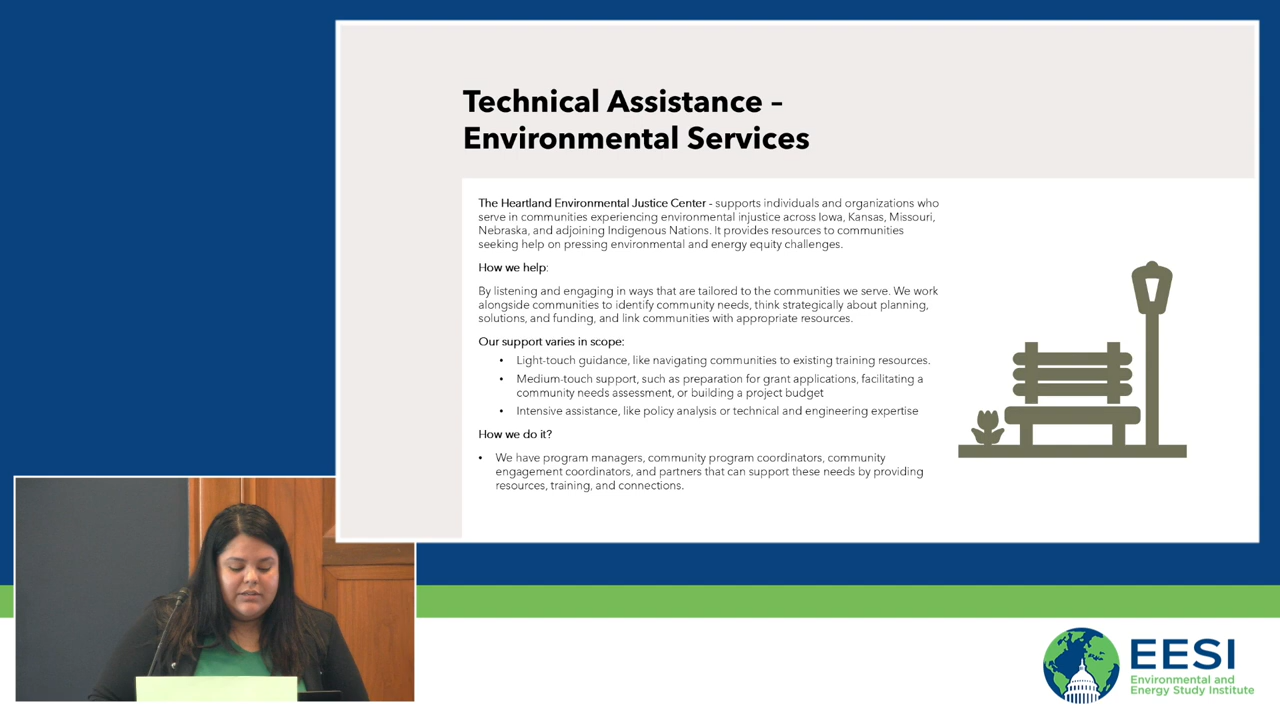 Technical Assistance –
Environmental Services
The Heartland Environmental Justice Center - supports individuals and organizations who
serve in communities experiencing environmental injustice across Iowa, Kansas, Missouri,
Nebraska, and adjoining Indigenous Nations. It provides resources to communities
seeking help on pressing environmental and energy equity challenges.
How we help:
By listening and engaging in ways that are tailored to the communities we serve. We work
alongside communities to identify community needs, think strategically about planning,
solutions, and funding, and link communities with appropriate resources.
Our support varies in scope:
• Light-touch guidance, like navigating communities to existing training resources.
• Medium-touch support, such as preparation for grant applications, facilitating a
community needs assessment, or building a project budget
• Intensive assistance, like policy analysis or technical and engineering expertise
How we do it?
• We have program managers, community program coordinators, community
engagement coordinators, and partners that can support these needs by providing
resources, training, and connections.
EESI
Environmental and
Energy Study Institute